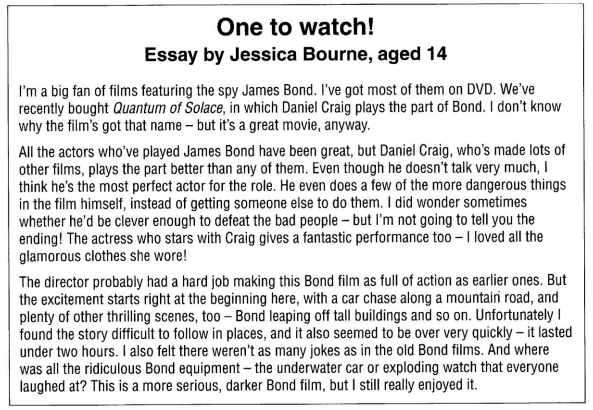 One to watch!
Essay by Jessica Bourne, aged 14
I'm a big fan of films featuring the spy James Bond. I've got most of them on DVD. We've
recently bought Quantum of Solace, in which Daniel Craig plays the part of Bond. I don't know
why the film's got that name – but it's a great movie, anyway.
All the actors who've played James Bond have been great, but Daniel Craig, who's made lots of
other films, plays the part better than any of them. Even though he doesn't talk very much, I
think he's the most perfect actor for the role. He even does a few of the more dangerous things
in the film himself, instead of getting someone else to do them. I did wonder sometimes
whether he'd be clever enough to defeat the bad people – but I'm not going to tell you the
ending! The actress who stars with Craig gives a fantastic performance too – I loved all the
glamorous clothes she wore!
The director probably had a hard job making this Bond film as full of action as earlier ones. But
the excitement starts right at the beginning here, with a car chase along a mountain road, and
plenty of other thrilling scenes, too – Bond leaping off tall buildings and so on. Unfortunately I
found the story difficult to follow in places, and it also seemed to be over very quickly – it lasted
under two hours. I also felt there weren't as many jokes as in the old Bond films. And where
was all the ridiculous Bond equipment – the underwater car or exploding watch that everyone
laughed at? This is a more serious, darker Bond film, but I still really enjoyed it.